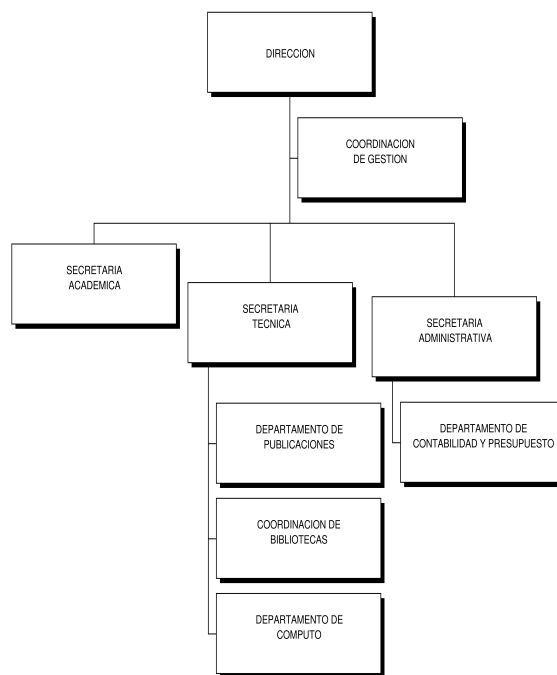 DIRECCION
COORDINACION
DE GESTION
SECRETARIA
ACADEMICA
SECRETARIA
TECNICA
SECRETARIA
ADMINISTRATIVA
DEPARTAMENTO DE
PUBLICACIONES
DEPARTAMENTO DE
CONTABILIDAD Y PRESUPUESTO
COORDINACION DE
BIBLIOTECAS
DEPARTAMENTO DE
COMPUTO